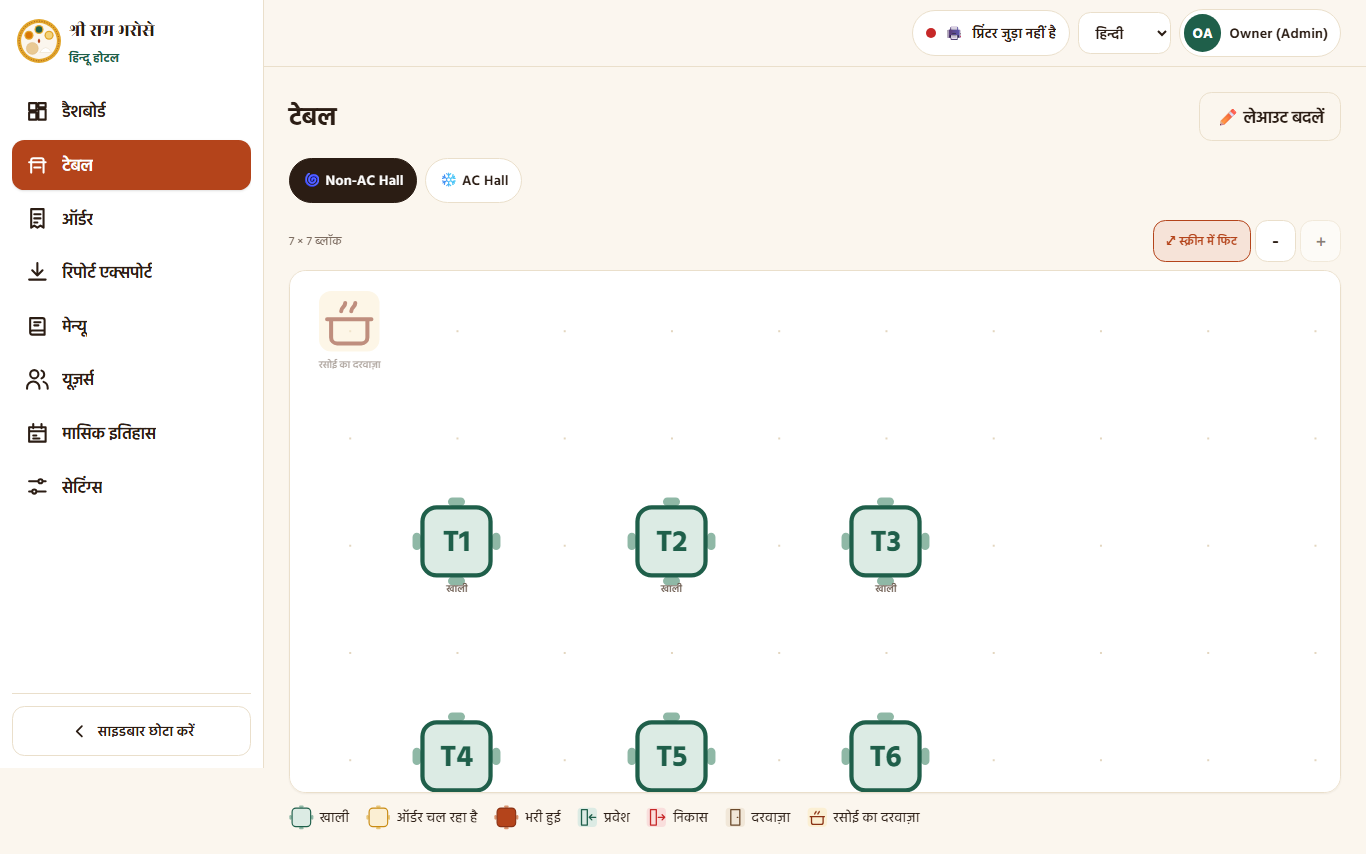 श्री राम भरोसे
हिन्दू होटल
डैशबोर्ड
टेबल
ऑर्डर
रिपोर्ट एक्सपोर्ट
मेन्यू
यूज़र्स
मासिक इतिहास
सेटिंग्स
साइडबार छोटा करें
प्रिंटर जुड़ा नहीं है
हिन्दी
OA Owner (Admin)
टेबल
लेआउट बदलें
Non-AC Hall
AC Hall
7 × 7 ब्लॉक
स्क्रीन में फिट
-
+
रसोई का दरवाज़ा
T1 T2 T3
खाली खाली खाली
T4 T5 T6
खाली ऑर्डर चल रहा है भरी हुई प्रवेश निकास दरवाज़ा रसोई का दरवाज़ा